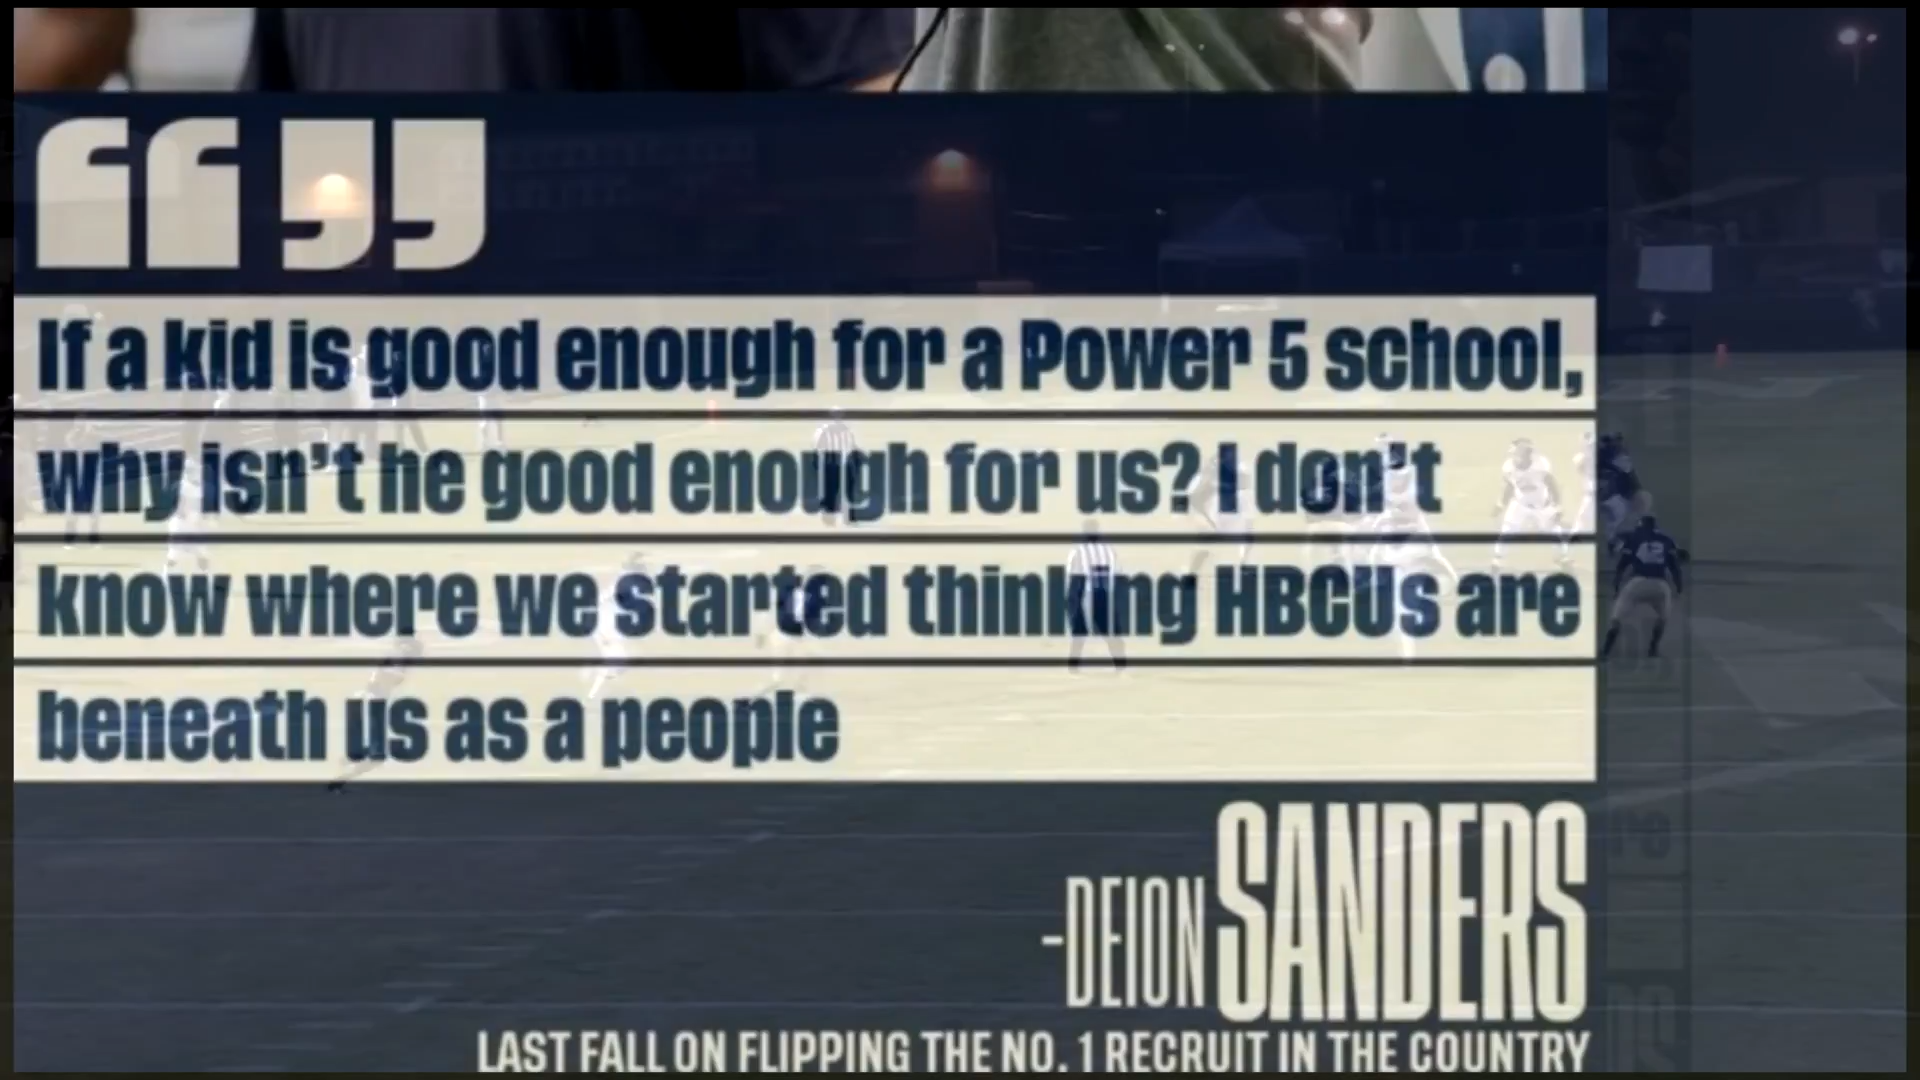 “ ”
If a kid is good enough for a Power 5 school,
why isn't he good enough for us? I don't
know where we started thinking HBCUs are
beneath us as a people
-DEION SANDERS
LAST FALL ON FLIPPING THE NO. 1 RECRUIT IN THE COUNTRY
42